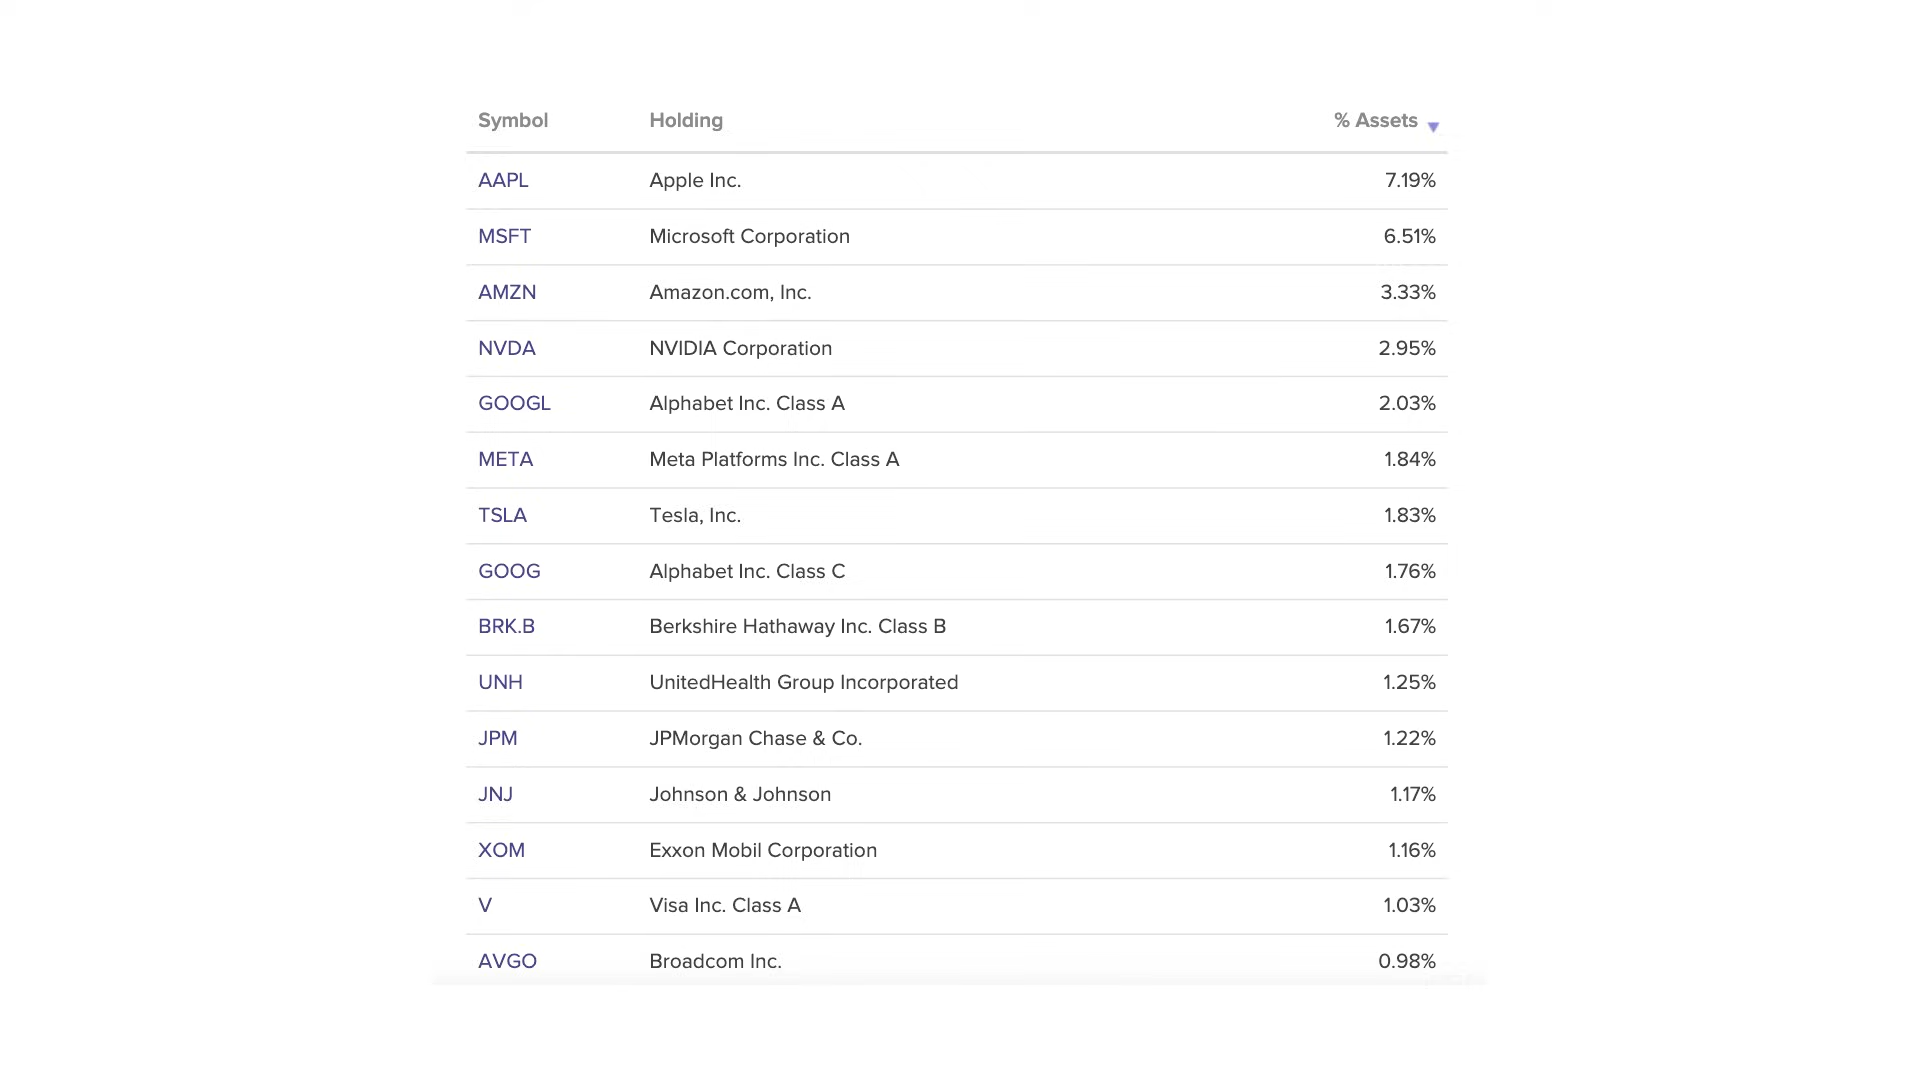 Symbol Holding % Assets
AAPL Apple Inc. 7.19%
MSFT Microsoft Corporation 6.51%
AMZN Amazon.com, Inc. 3.33%
NVDA NVIDIA Corporation 2.95%
GOOGL Alphabet Inc. Class A 2.03%
META Meta Platforms Inc. Class A 1.84%
TSLA Tesla, Inc. 1.83%
GOOG Alphabet Inc. Class C 1.76%
BRK.B Berkshire Hathaway Inc. Class B 1.67%
UNH UnitedHealth Group Incorporated 1.25%
JPM JPMorgan Chase & Co. 1.22%
JNJ Johnson & Johnson 1.17%
XOM Exxon Mobil Corporation 1.16%
V Visa Inc. Class A 1.03%
AVGO Broadcom Inc. 0.98%